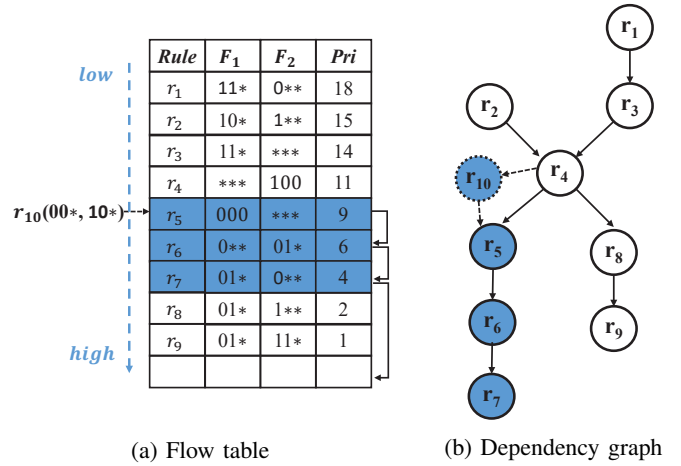 low
high
r₁₀(00*, 10*)
Rule F₁ F₂ Pri
r₁ 11* 0** 18
r₂ 10* 1** 15
r₃ 11* *** 14
r₄ *** 100 11
r₅ 000 *** 9
r₆ 0** 01* 6
r₇ 01* 0** 4
r₈ 01* 1** 2
r₉ 01* 11* 1
(a) Flow table
r₁
r₂
r₃
r₁₀
r₄
r₅
r₈
r₆
r₉
r₇
(b) Dependency graph